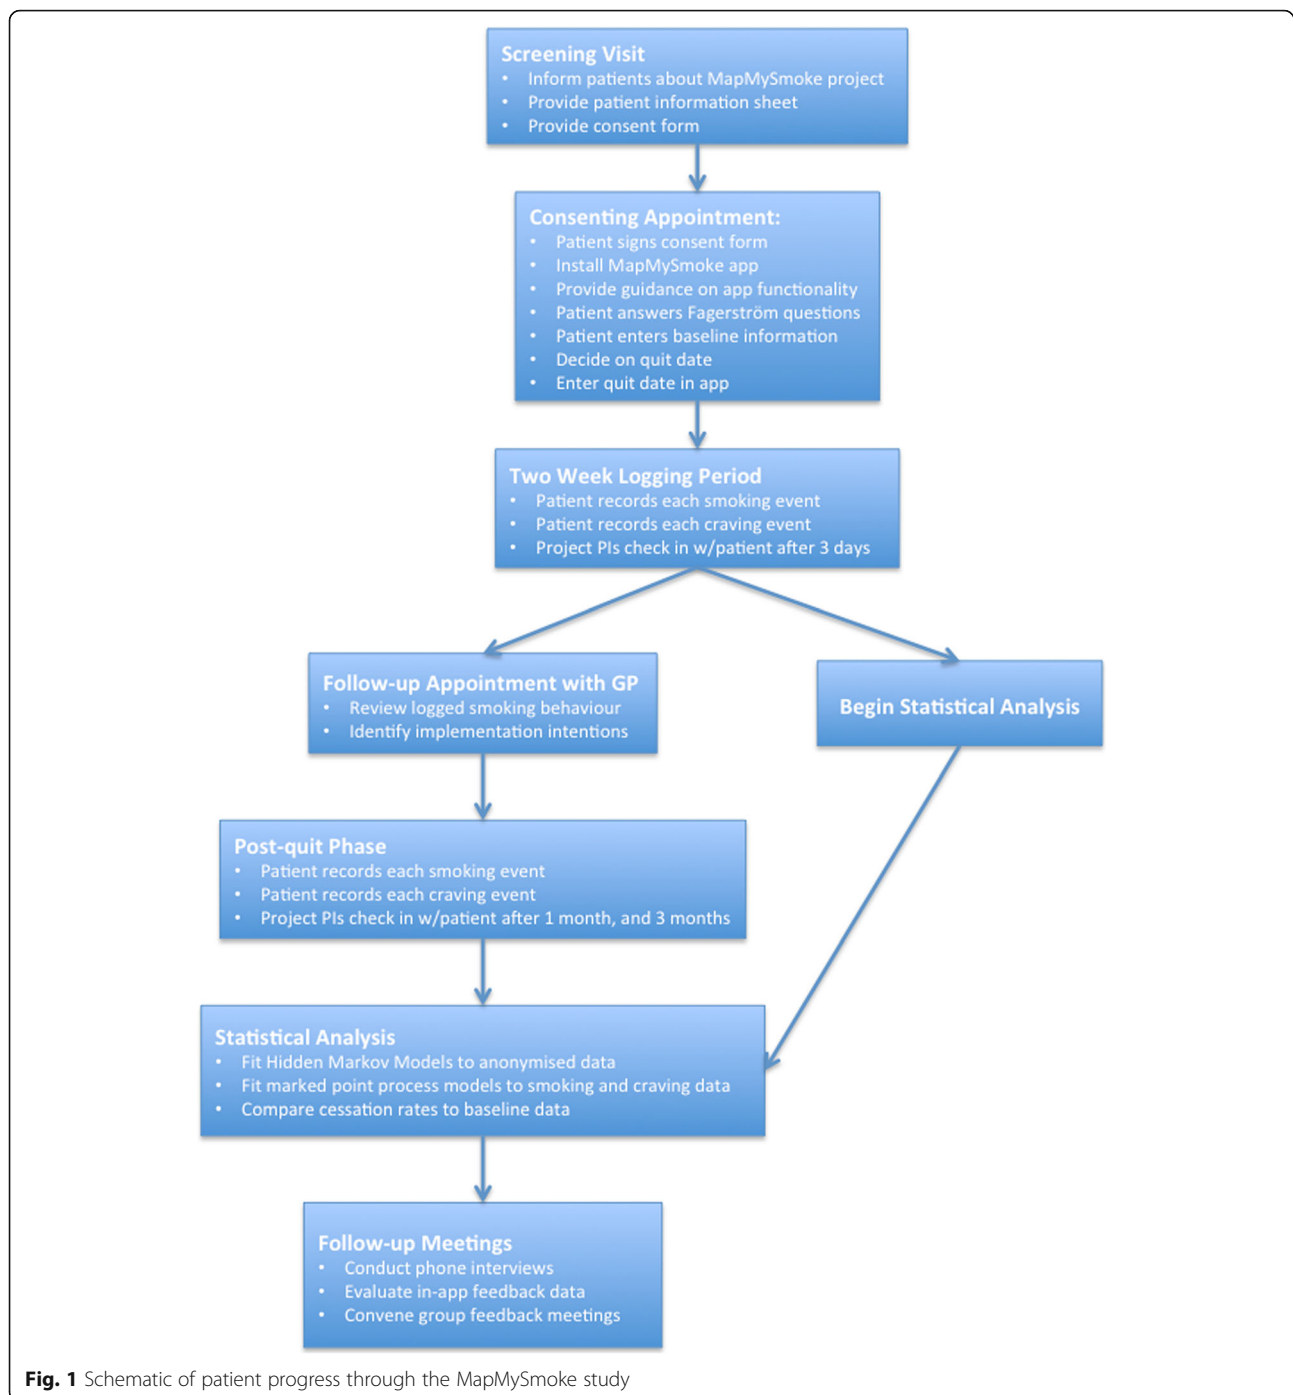 Screening Visit
• Inform patients about MapMySmoke project
• Provide patient information sheet
• Provide consent form
Consenting Appointment:
• Patient signs consent form
• Install MapMySmoke app
• Provide guidance on app functionality
• Patient answers Fagerström questions
• Patient enters baseline information
• Decide on quit date
• Enter quit date in app
Two Week Logging Period
• Patient records each smoking event
• Patient records each craving event
• Project PIs check in w/patient after 3 days
Follow-up Appointment with GP
• Review logged smoking behaviour
• Identify implementation intentions
Begin Statistical Analysis
Post-quit Phase
• Patient records each smoking event
• Patient records each craving event
• Project PIs check in w/patient after 1 month, and 3 months
Statistical Analysis
• Fit Hidden Markov Models to anonymised data
• Fit marked point process models to smoking and craving data
• Compare cessation rates to baseline data
Follow-up Meetings
• Conduct phone interviews
• Evaluate in-app feedback data
• Convene group feedback meetings
Fig. 1 Schematic of patient progress through the MapMySmoke study